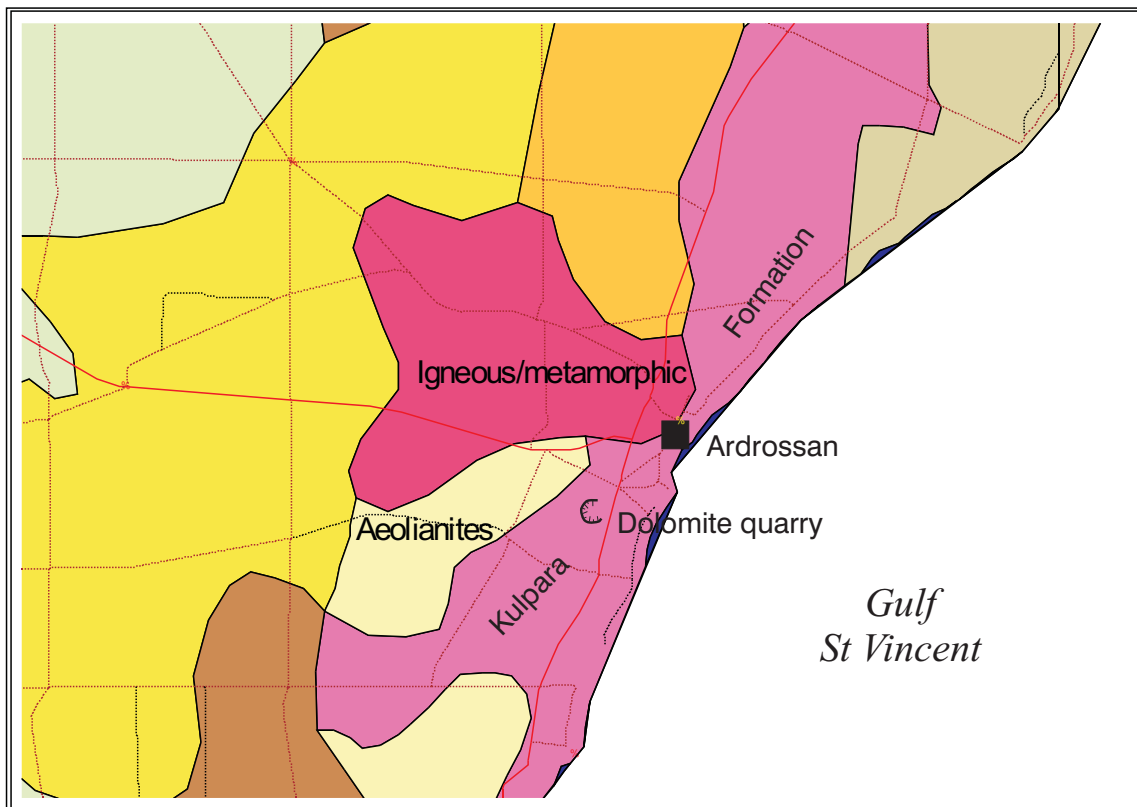 Formation
Igneous/metamorphic
Ardrossan
Aeolianites
Dolomite quarry
Kulpara
Gulf
St Vincent
%
%
%
%